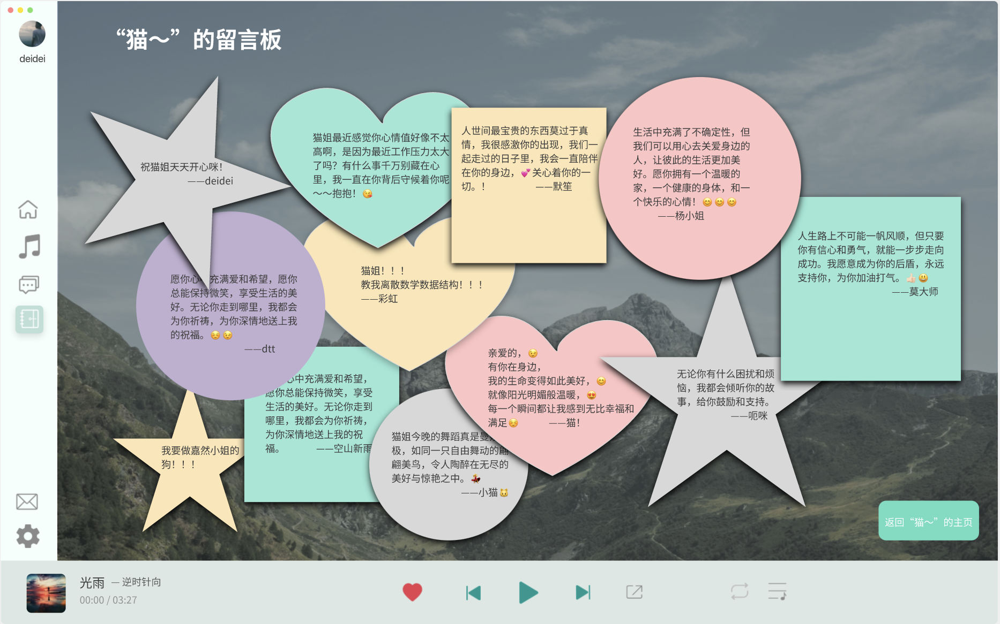 deidei
“猫～”的留言板
祝猫姐天天开心咪！
——deidei
猫姐最近感觉你心情值好像不太
高啊，是因为最近工作压力太大
了吗？有什么事千万别藏在心
里，我一直在你背后守候着你呢
～～抱抱！😘
人世间最宝贵的东西莫过于真
情，我很感激你的出现，我们一
起走过的日子里，我会一直陪伴
在你的身边，💕关心着你的一
切。！ ——默笙
生活中充满了不确定性，但
我们可以用心去关爱身边的
人，让彼此的生活更加美
好。愿你拥有一个温暖的
家，一个健康的身体，和一
个快乐的心情！😊😊😊
——杨小姐
人生路上不可能一帆风顺，但只要
你有信心和勇气，就能一步步走向
成功。我愿意成为你的后盾，永远
支持你，为你加油打气。👍🏻😃
——莫大师
愿你心 充满爱和希望，愿你
总能保持微笑，享受生活的美
好。无论你走到哪里，我都会
为你祈祷，为你深情地送上我
的祝福。☺️😉
——dtt
猫姐！！！
教我离散数学数据结构！！！
——彩虹
心中充满爱和希望，
愿你总能保持微笑，享受
生活的美好。无论你走到
哪里，我都会为你祈祷，
为你深情地送上我的祝
福。 ——空山新雨
亲爱的，😉
有你在身边，
我的生命变得如此美好，😊
就像阳光明媚般温暖，😍
每一个瞬间都让我感到无比幸福和
满足☺️ ——猫！
无论你有什么困扰和烦
恼，我都会倾听你的故
事，给你鼓励和支持。
——呃咪
我要做嘉然小姐的
狗！！！
猫姐今晚的舞蹈真是曼
极，如同一只自由舞动的翩
翩美鸟，令人陶醉在无尽的
美好与惊艳之中。💃
——小猫🐱
返回“猫～”的主页
光雨 — 逆时针向
00:00 / 03:27